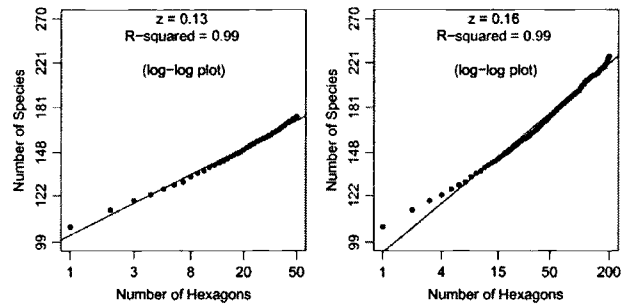 z = 0.13
R−squared = 0.99
(log−log plot)
Number of Species
270
221
181
148
122
99
1
3
8
20
50
Number of Hexagons
z = 0.16
R−squared = 0.99
(log−log plot)
Number of Species
270
221
181
148
122
99
1
4
15
50
200
Number of Hexagons